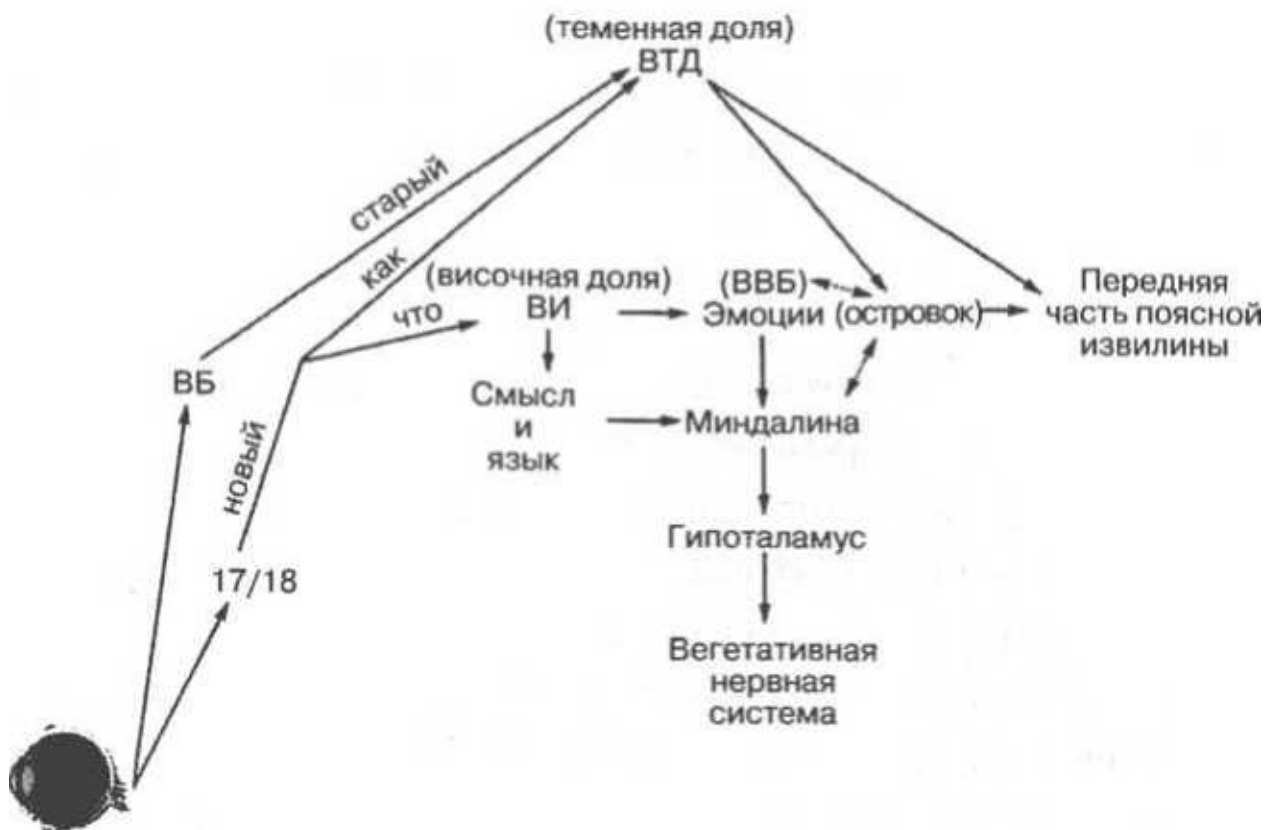 (теменная доля)
ВТД
старый
как
что
новый
(височная доля)
ВИ
(ВВБ)
Эмоции (островок)
Передняя
часть поясной
извилины
ВБ
Смысл
и
язык
Миндалина
17/18
Гипоталамус
Вегетативная
нервная
система